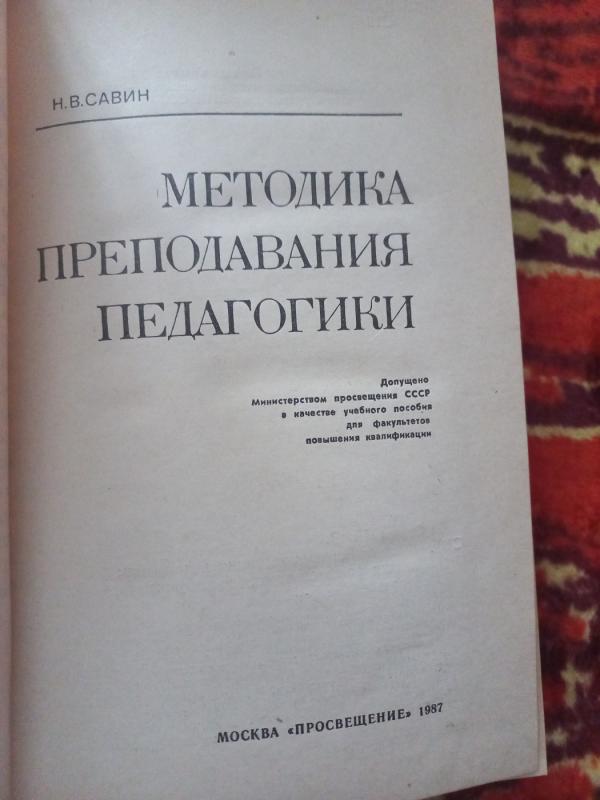 Н.В.САВИН
МЕТОДИКА
ПРЕПОДАВАНИЯ
ПЕДАГОГИКИ
Допущено
Министерством просвещения СССР
в качестве учебного пособия
для факультетов
повышения квалификации
МОСКВА «ПРОСВЕЩЕНИЕ» 1987